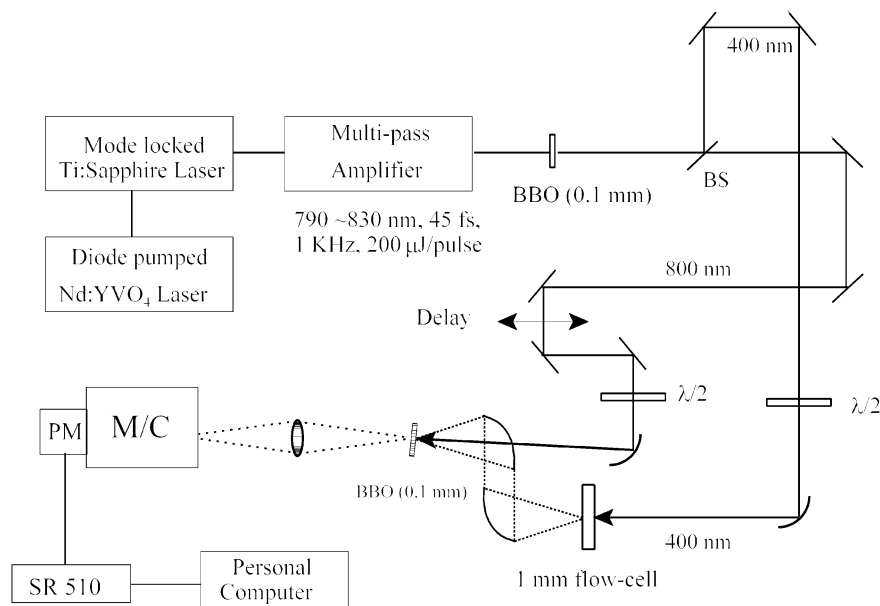 400 nm
Mode locked
Ti:Sapphire Laser
Multi-pass
Amplifier
BS
BBO (0.1 mm)
790 ~830 nm, 45 fs,
1 KHz, 200 μJ/pulse
Diode pumped
Nd:YVO₄ Laser
800 nm
Delay
λ/2
λ/2
PM
M/C
BBO (0.1 mm)
400 nm
1 mm flow-cell
SR 510
Personal
Computer